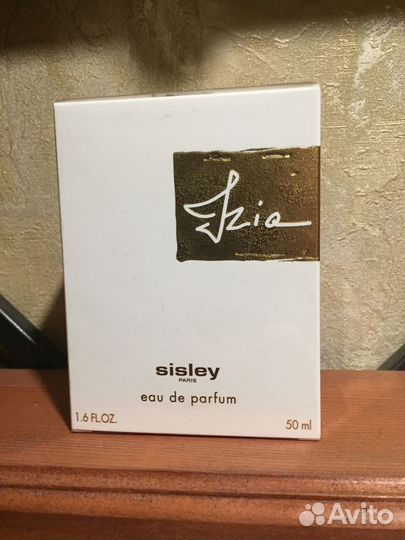 Izia
sisley
PARIS
eau de parfum
1.6 FL.OZ. 50 ml
Avito